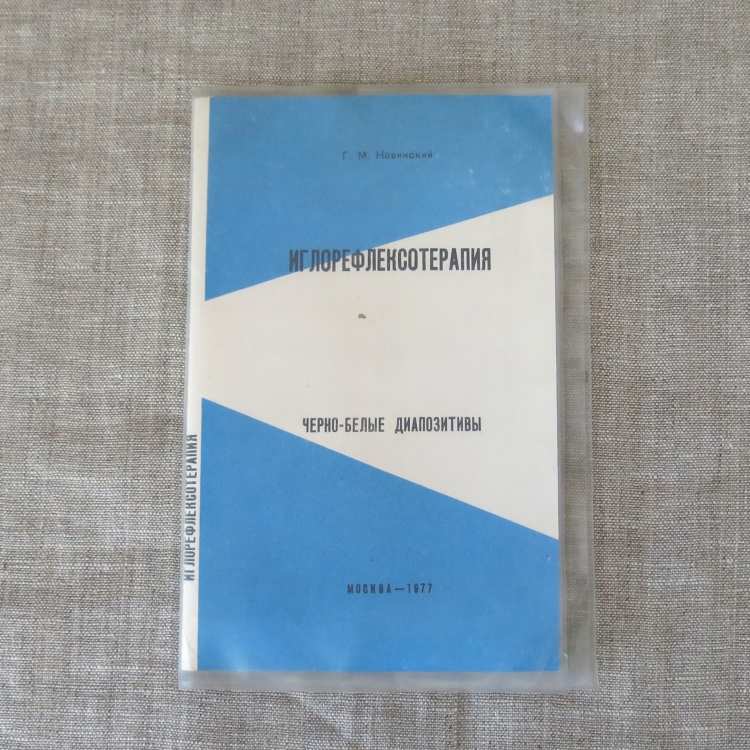 Г. М. Новинский
ИГЛОРЕФЛЕКСОТЕРАПИЯ
ЧЕРНО-БЕЛЫЕ ДИАПОЗИТИВЫ
МОСКВА — 1977
ИГЛОРЕФЛЕКСОТЕРАПИЯ